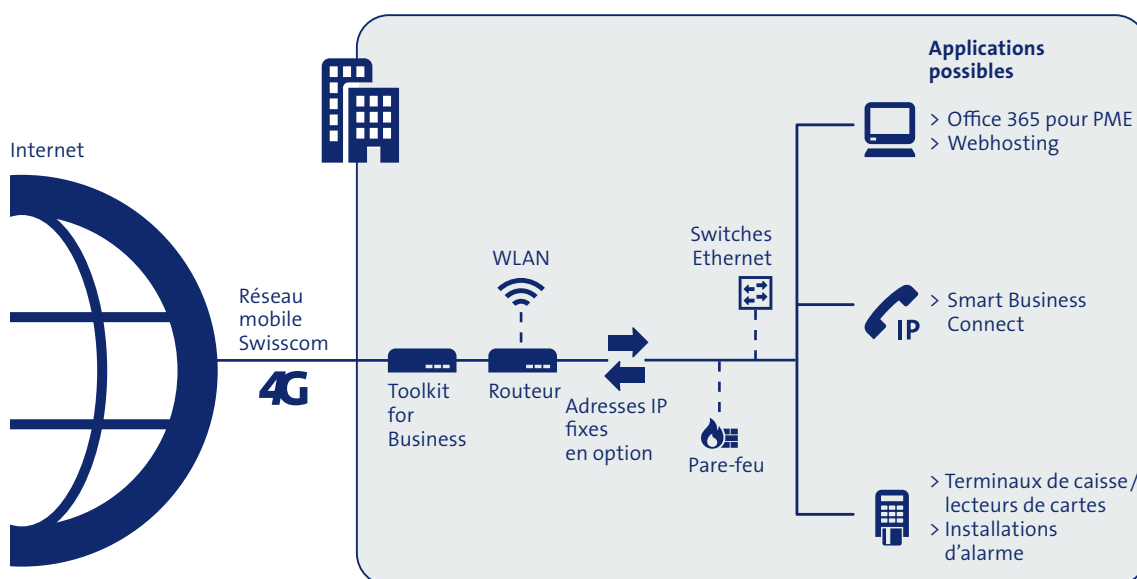 Applications
possibles
> Office 365 pour PME
> Webhosting
Internet
Switches
Ethernet
WLAN
Réseau
mobile
Swisscom
4G
> Smart Business
Connect
IP
Toolkit
for
Business
Routeur
Adresses IP
fixes
en option
Pare-feu
> Terminaux de caisse/
lecteurs de cartes
> Installations
d'alarme